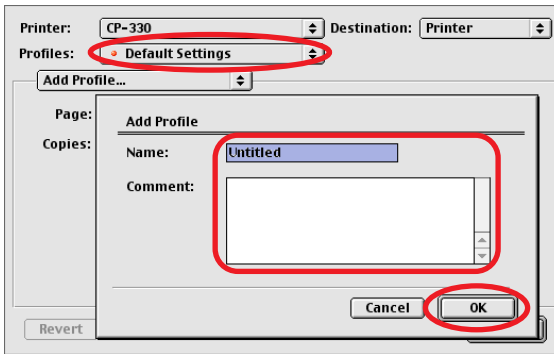 Printer: CP-330 Destination: Printer
Profiles: Default Settings
Add Profile...
Page:
Copies:
Add Profile
Name: Untitled
Comment:
Cancel OK
Revert